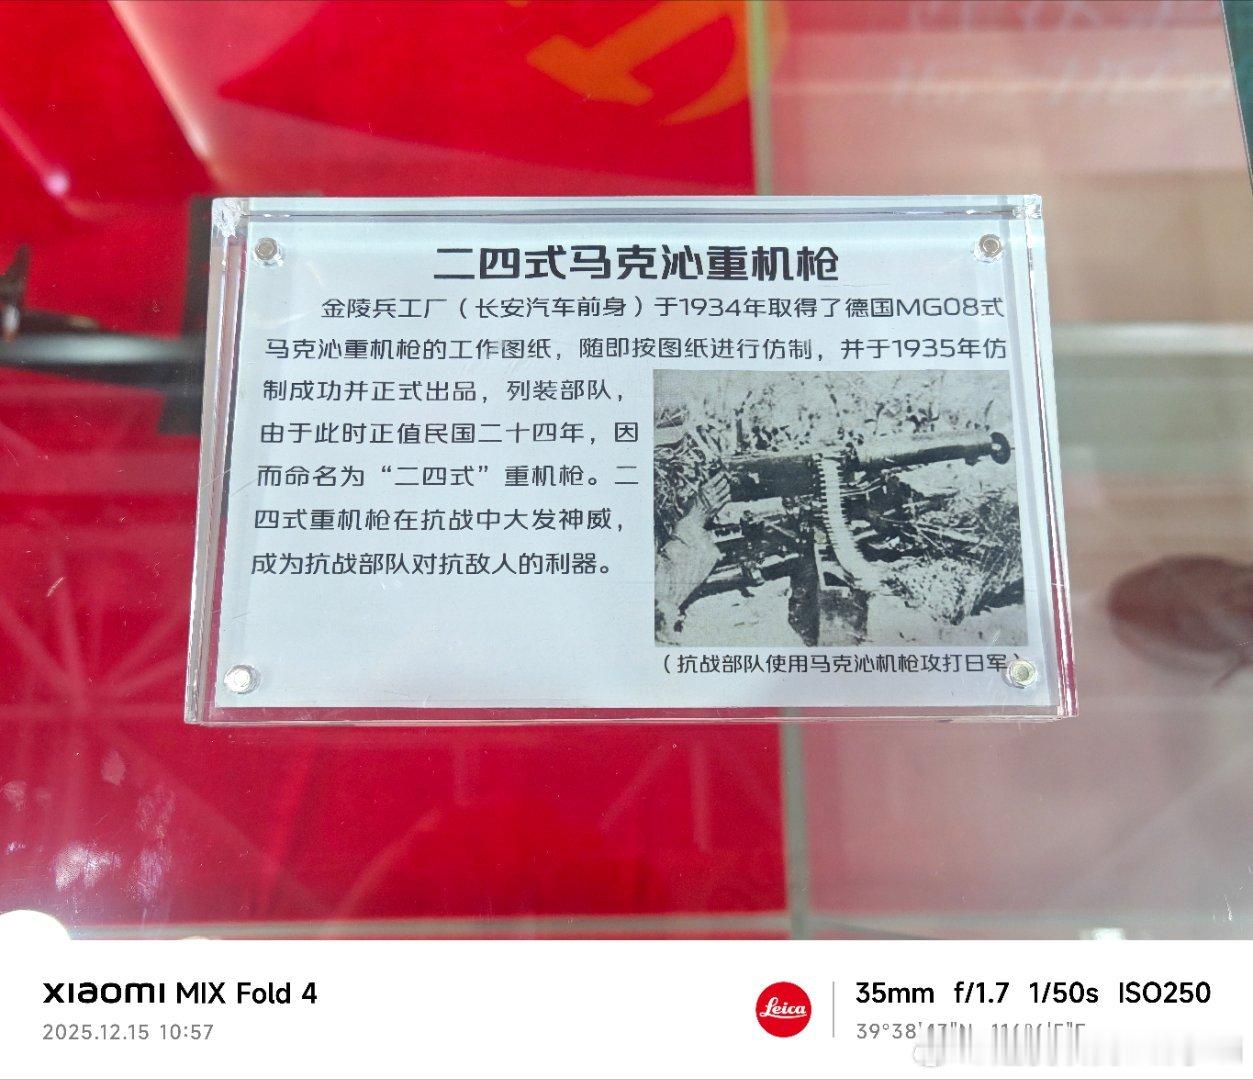 二四式马克沁重机枪
金陵兵工厂（长安汽车前身）于1934年取得了德国MG08式
马克沁重机枪的工作图纸，随即按图纸进行仿制，并于1935年仿
制成功并正式出品，列装部队，
由于此时正值民国二十四年，因
而命名为“二四式”重机枪。二
四式重机枪在抗战中大发神威，
成为抗战部队对抗敌人的利器。
（抗战部队使用马克沁机枪攻打日军）
xiaomi MIX Fold 4
2025.12.15 10:57
Leica
35mm f/1.7 1/50s ISO250
39°38'